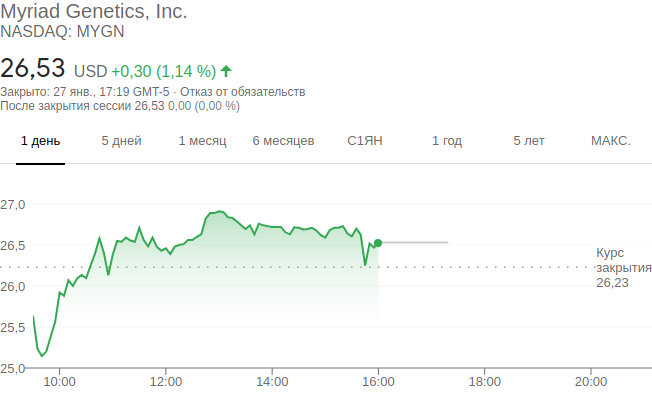 Myriad Genetics, Inc.
NASDAQ: MYGN
26,53 USD +0,30 (1,14 %)
Закрыто: 27 янв., 17:19 GMT-5 · Отказ от обязательств
После закрытия сессии 26,53 0,00 (0,00 %)
1 день 5 дней 1 месяц 6 месяцев С1ЯН 1 год 5 лет МАКС.
27,0
26,5
Курс
закрытия
26,23
26,0
25,5
25,0
10:00 12:00 14:00 16:00 18:00 20:00